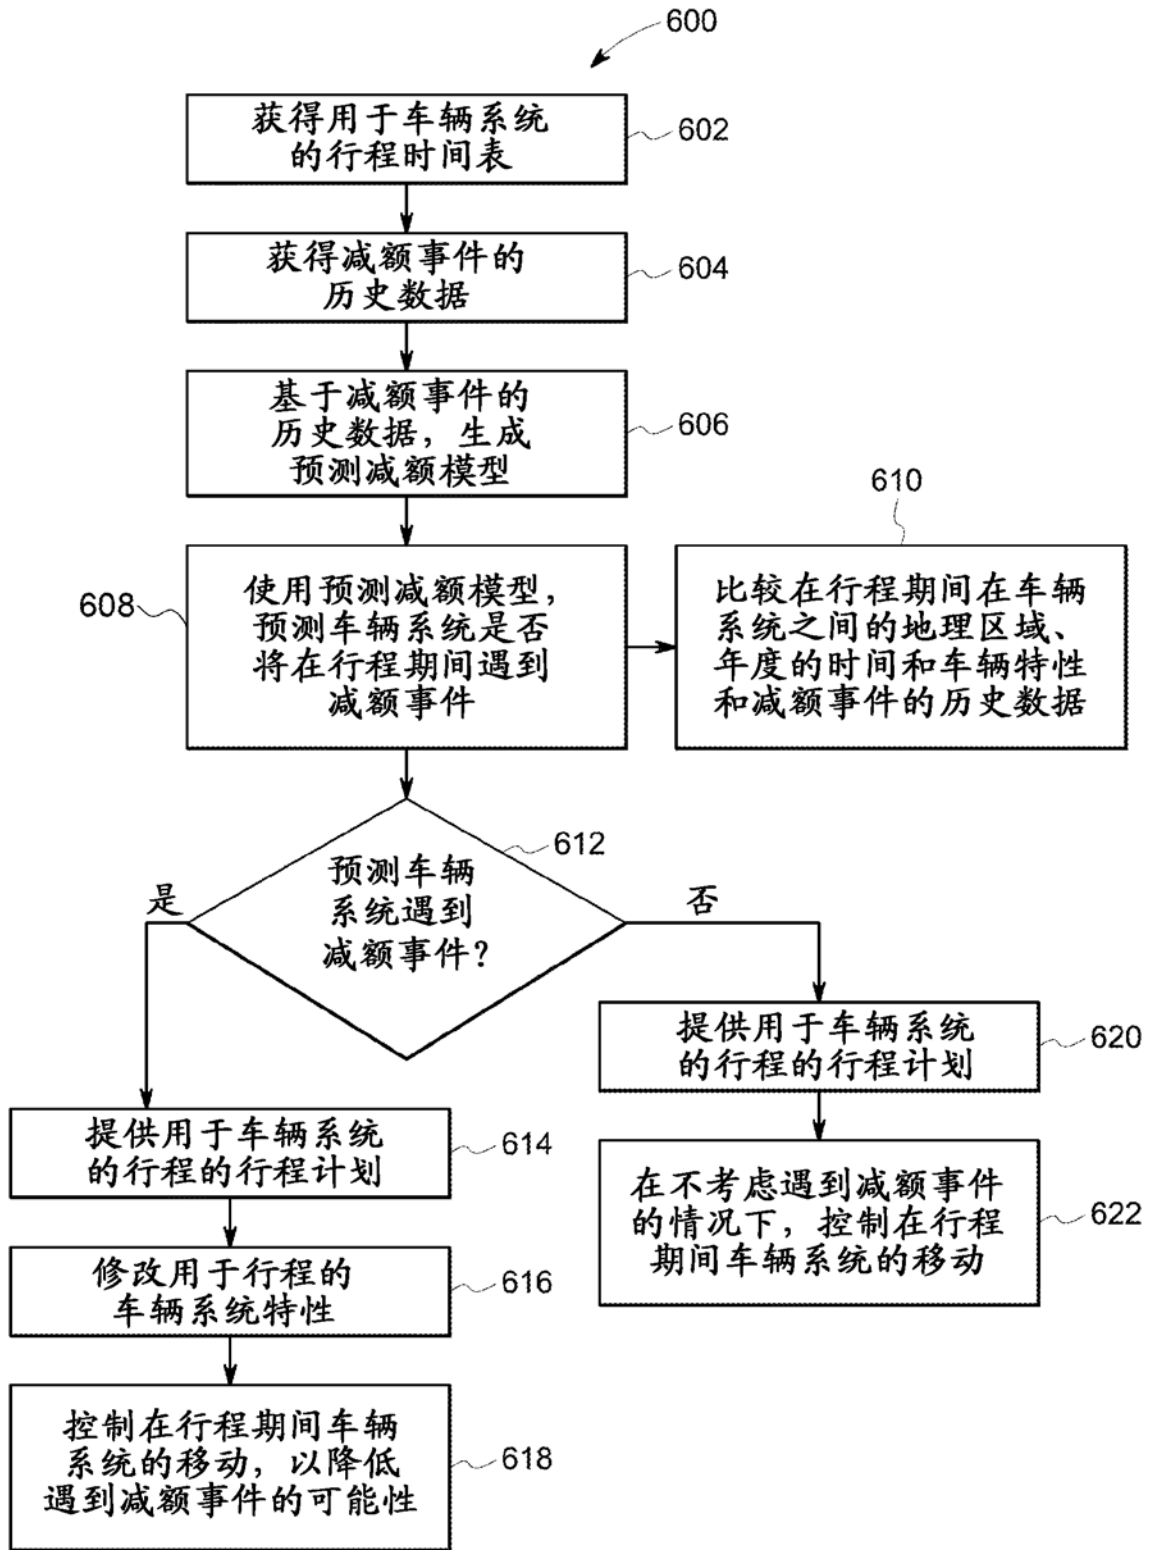 600
获得用于车辆系统
的行程时间表
602
获得减额事件的
历史数据
604
基于减额事件的
历史数据，生成
预测减额模型
606
610
608
使用预测减额模型，
预测车辆系统是否
将在行程期间遇到
减额事件
比较在行程期间在车辆
系统之间的地理区域、
年度的时间和车辆特性
和减额事件的历史数据
612
预测车辆
系统遇到
减额事件？
是
否
提供用于车辆系统
的行程的行程计划
620
提供用于车辆系统
的行程的行程计划
614
在不考虑遇到减额事件
的情况下，控制在行程
期间车辆系统的移动
622
修改用于行程的
车辆系统特性
616
控制在行程期间车辆
系统的移动，以降低
遇到减额事件的可能性
618